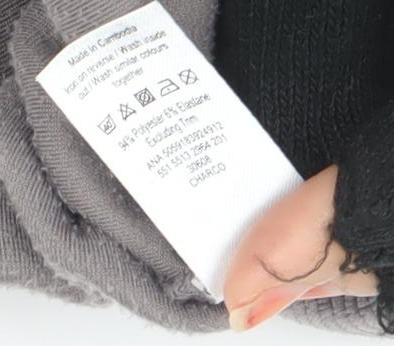 Made in Cambodia
Iron on reverse / Wash inside
out / Wash similar colours
together
94% Polyester 6% Elastane
Excluding Trim
ANA 5059183924912
551 5513 2964 201
30608
CHARCO